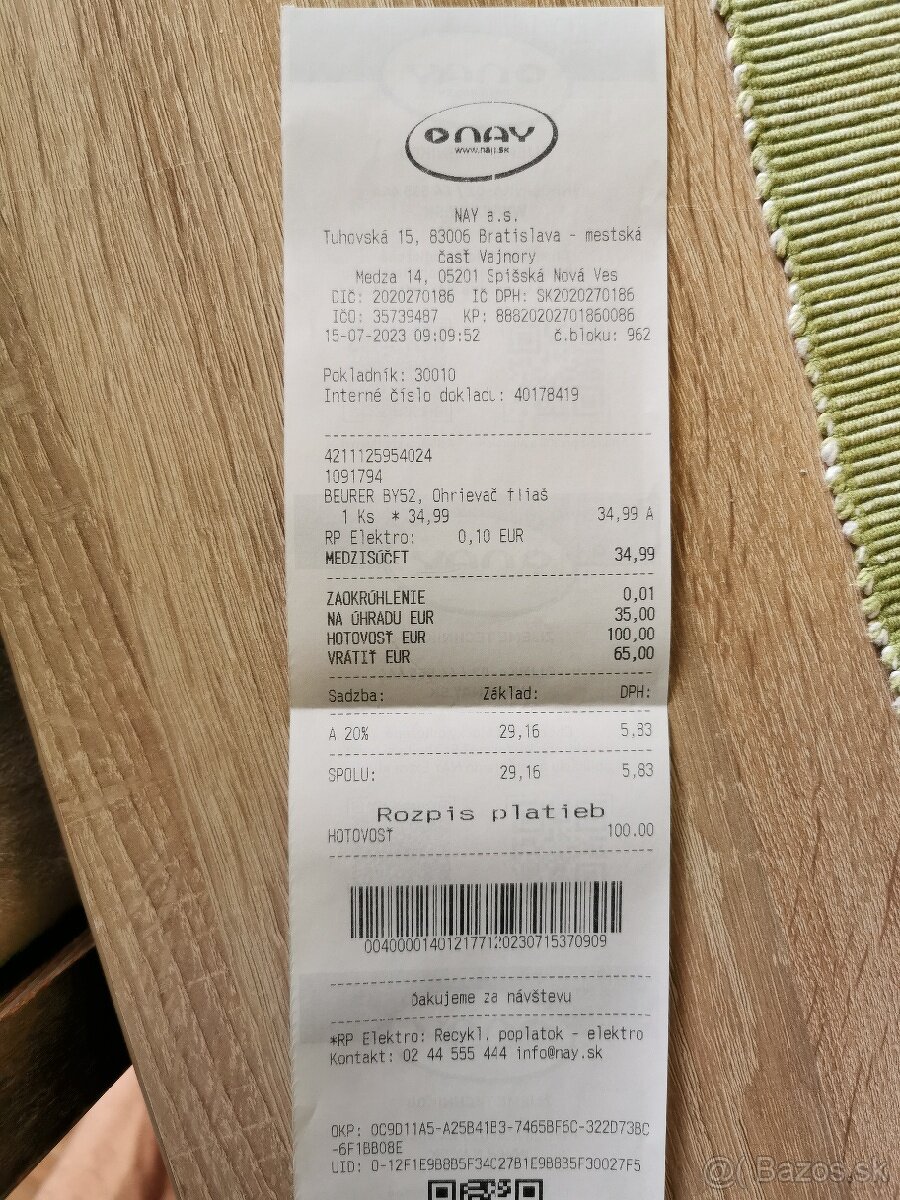 NAY
www.nay.sk
NAY a.s.
Tuhovská 15, 83006 Bratislava - mestská
časť Vajnory
Medza 14, 05201 Spišská Nová Ves
DIČ: 2020270186 IČ DPH: SK2020270186
IČO: 35739487 KP: 88820202701860086
15-07-2023 09:09:52 č.bloku: 962
Pokladník: 30010
Interné číslo dokladu: 40178419
4211125954024
1091794
BEURER BY52, Ohrievač fliaš
1 Ks * 34,99 34,99 A
RP Elektro: 0,10 EUR
MEDZISÚČET 34,99
ZAOKRÚHLENIE 0,01
NA ÚHRADU EUR 35,00
HOTOVOSŤ EUR 100,00
VRÁTIŤ EUR 65,00
Sadzba: Základ: DPH:
A 20% 29,16 5,83
SPOLU: 29,16 5,83
Rozpis platieb
HOTOVOSŤ 100.00
00400001401217712023071537 0909
Ďakujeme za návštevu
*RP Elektro: Recykl. poplatok - elektro
Kontakt: 02 44 555 444 info@nay.sk
OKP: 0C9D11A5-A25B41B3-7465BF6C-322D73BC
-6F1BB08E
UID: 0-12F1E9B8B5F34C27B1E9B8B5F30027F5
@ Bazos.sk